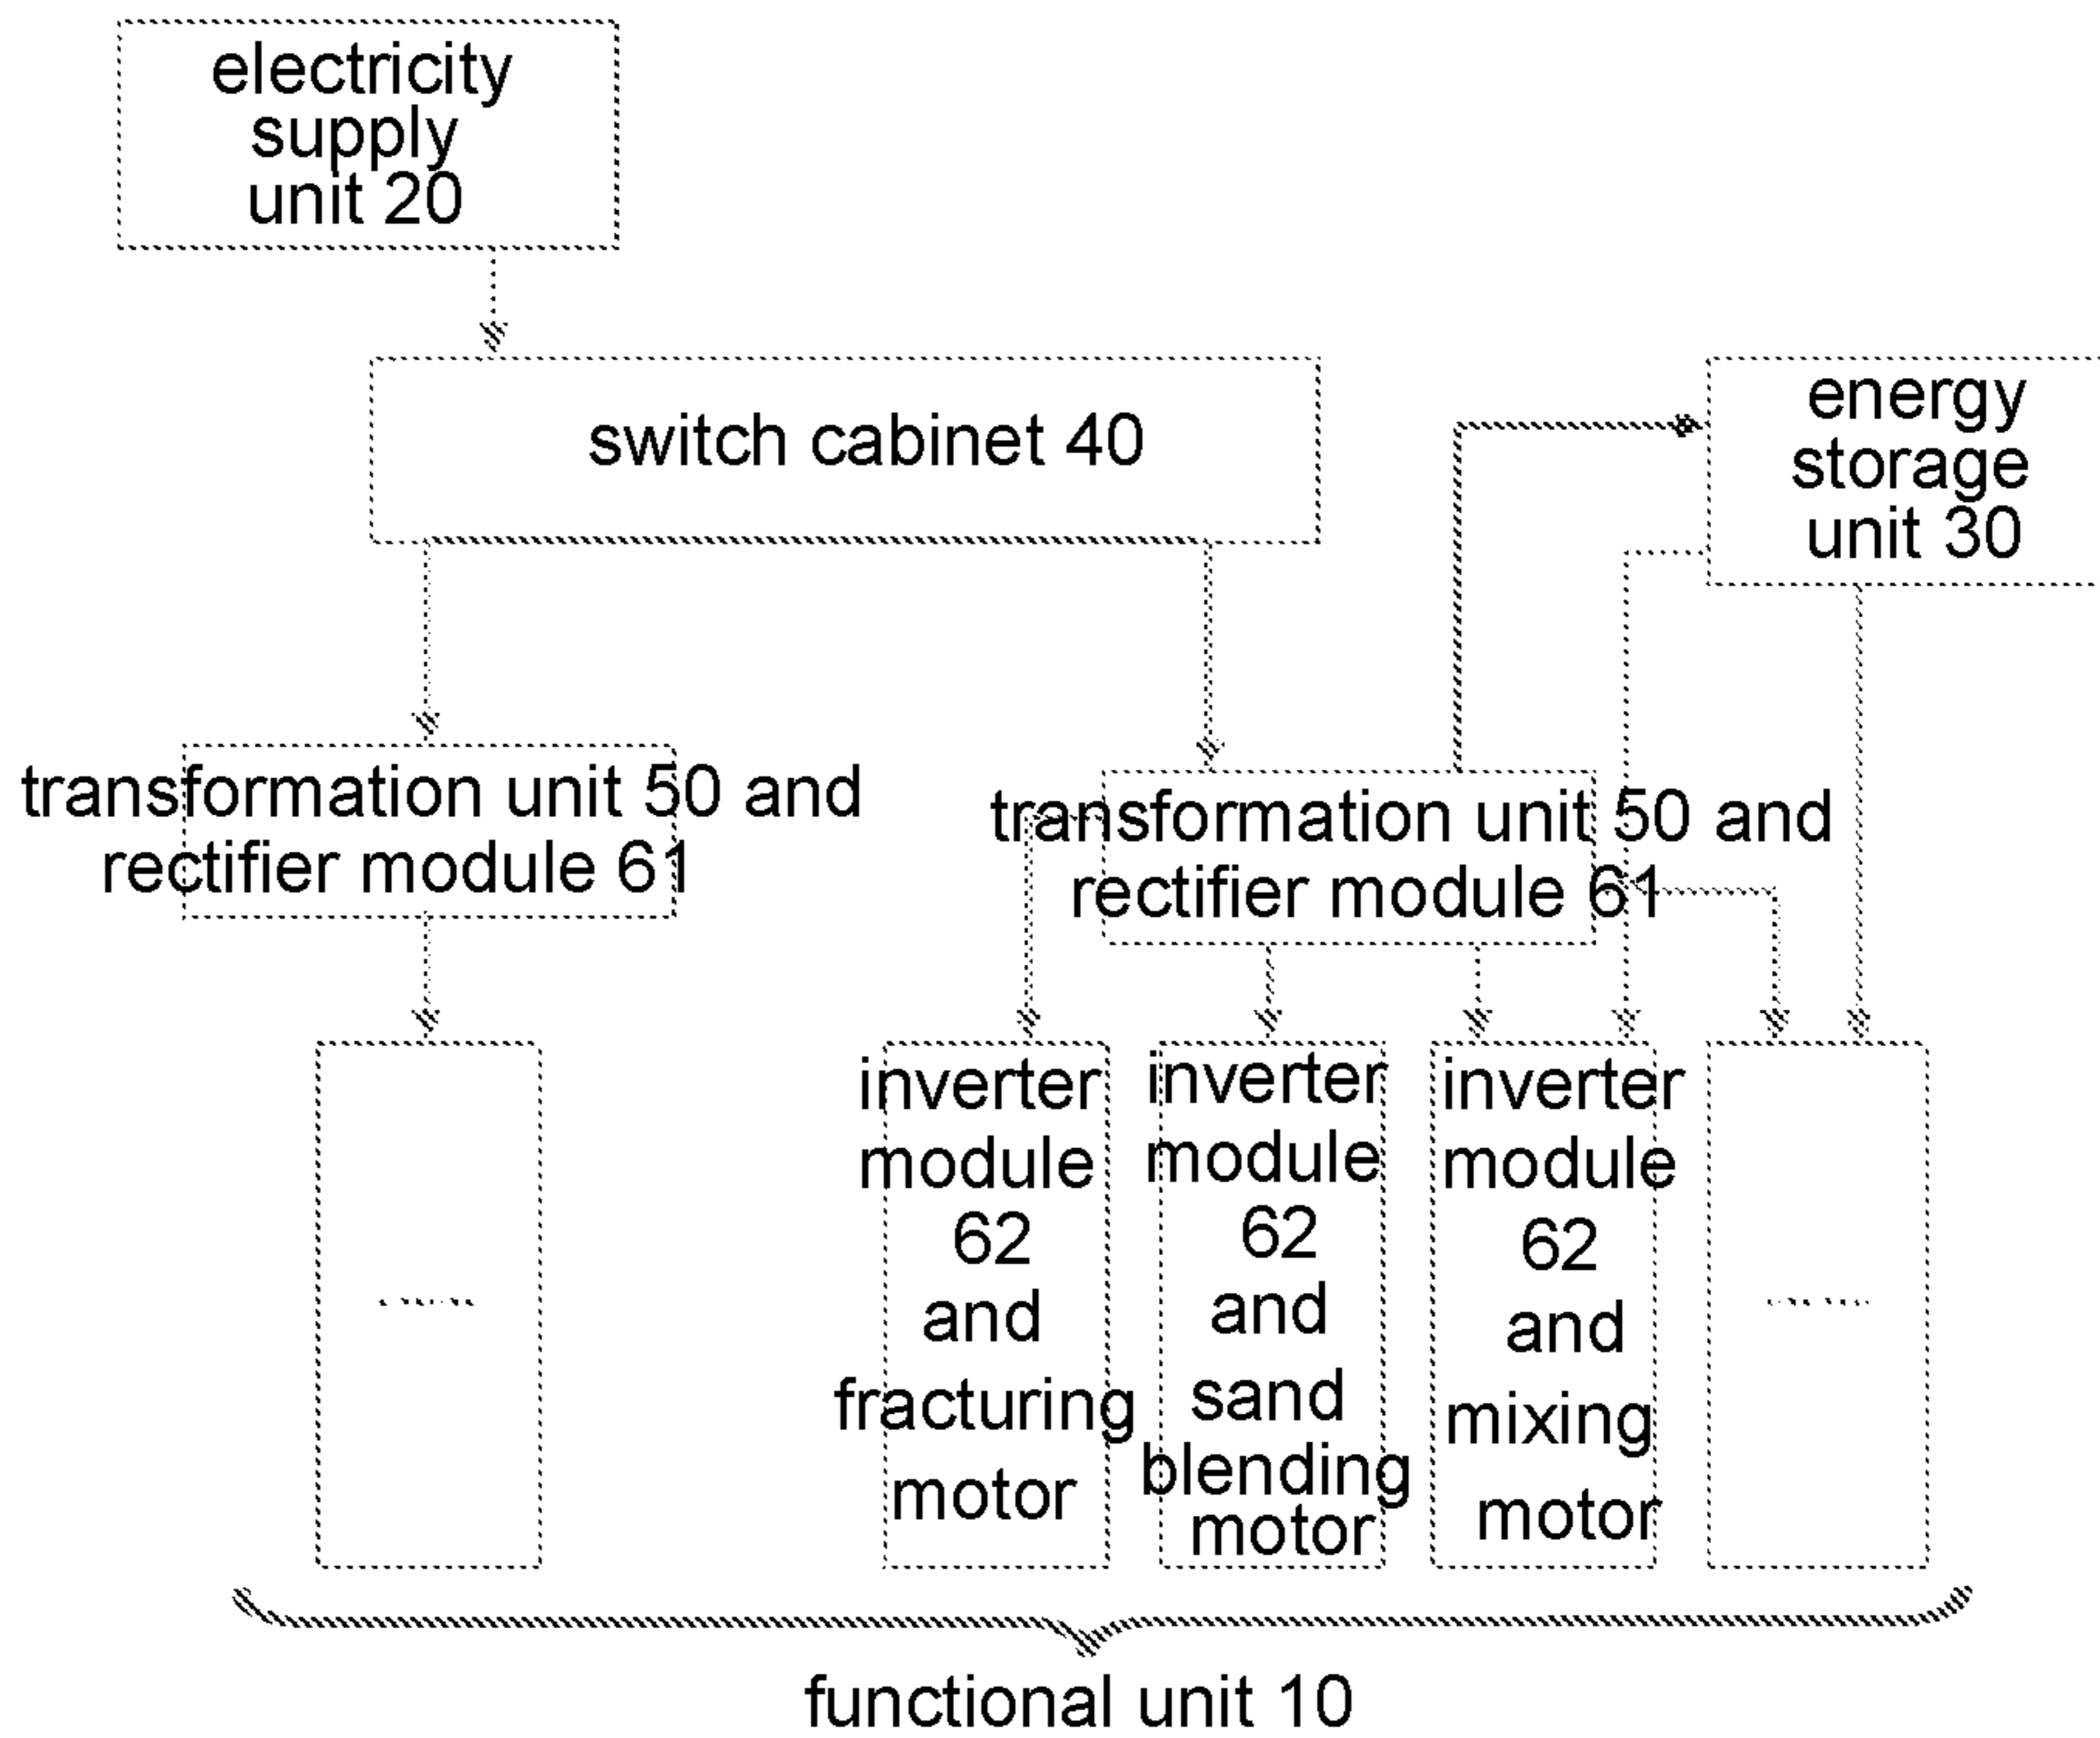 electricity
supply
unit 20
switch cabinet 40
energy
storage
unit 30
transformation unit 50 and
rectifier module 61
transformation unit 50 and
rectifier module 61
inverter
module
62
and
fracturing
motor
inverter
module
62
and
sand
blending
motor
inverter
module
62
and
mixing
motor
functional unit 10